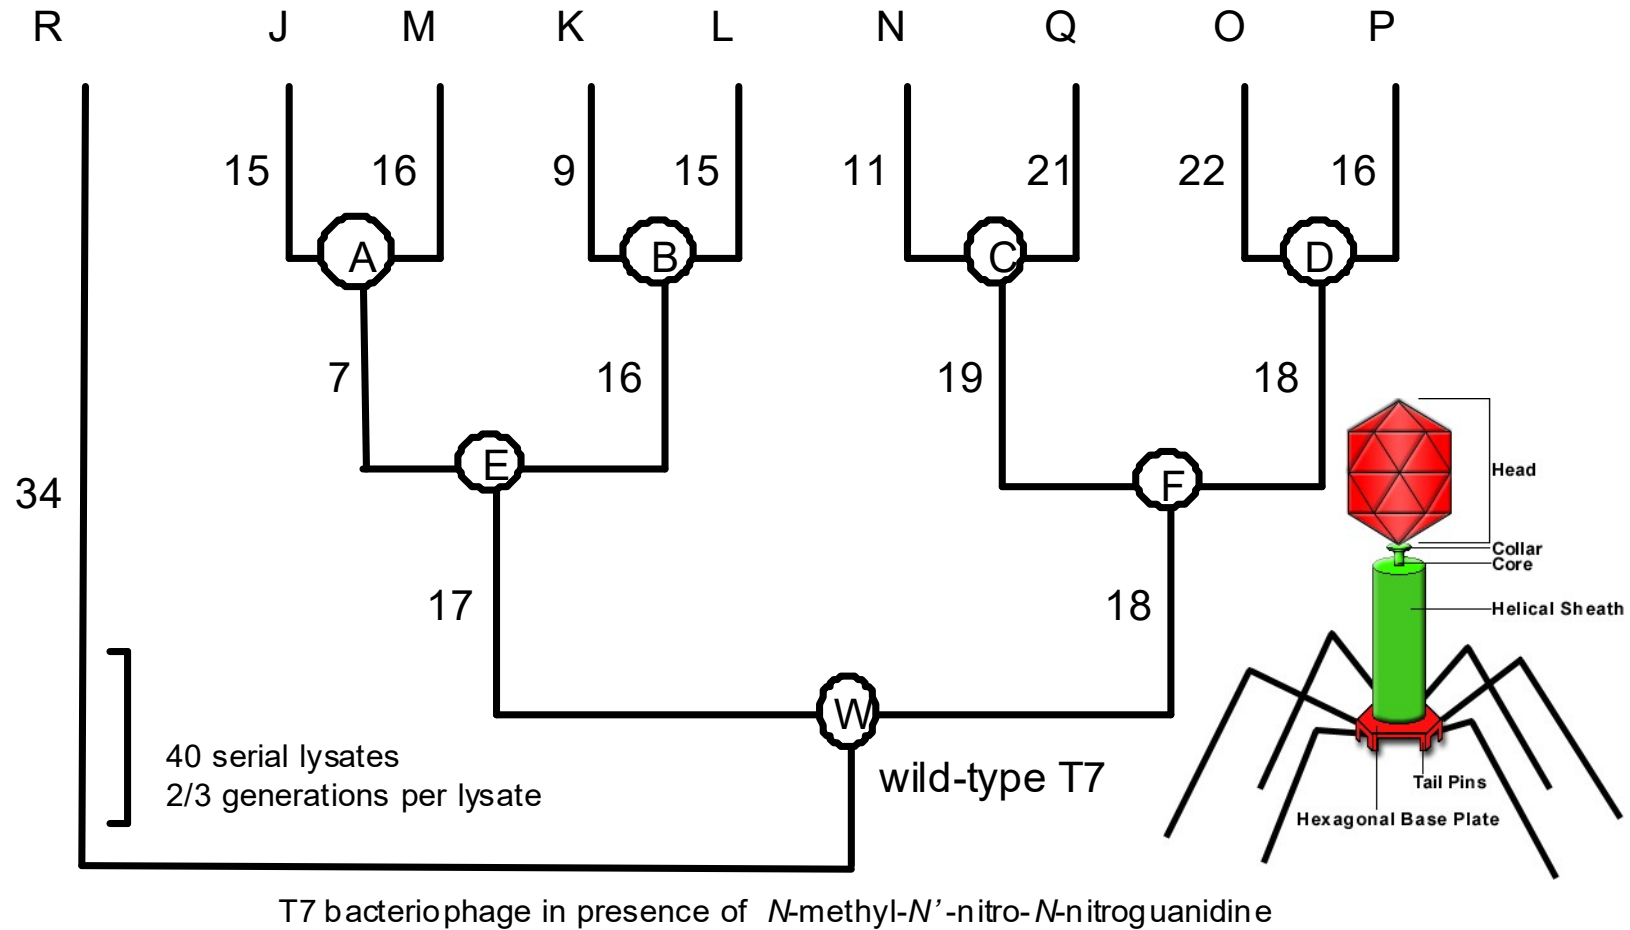 R J M K L N Q O P
15 16 9 15 11 21 22 16
A B C D
7 16 19 18
E F
34
Head
Collar
Core
Helical Sheath
17 18
W
40 serial lysates
2/3 generations per lysate
wild-type T7
Tail Pins
Hexagonal Base Plate
T7 bacteriophage in presence of N-methyl-N’-nitro-N-nitroguanidine